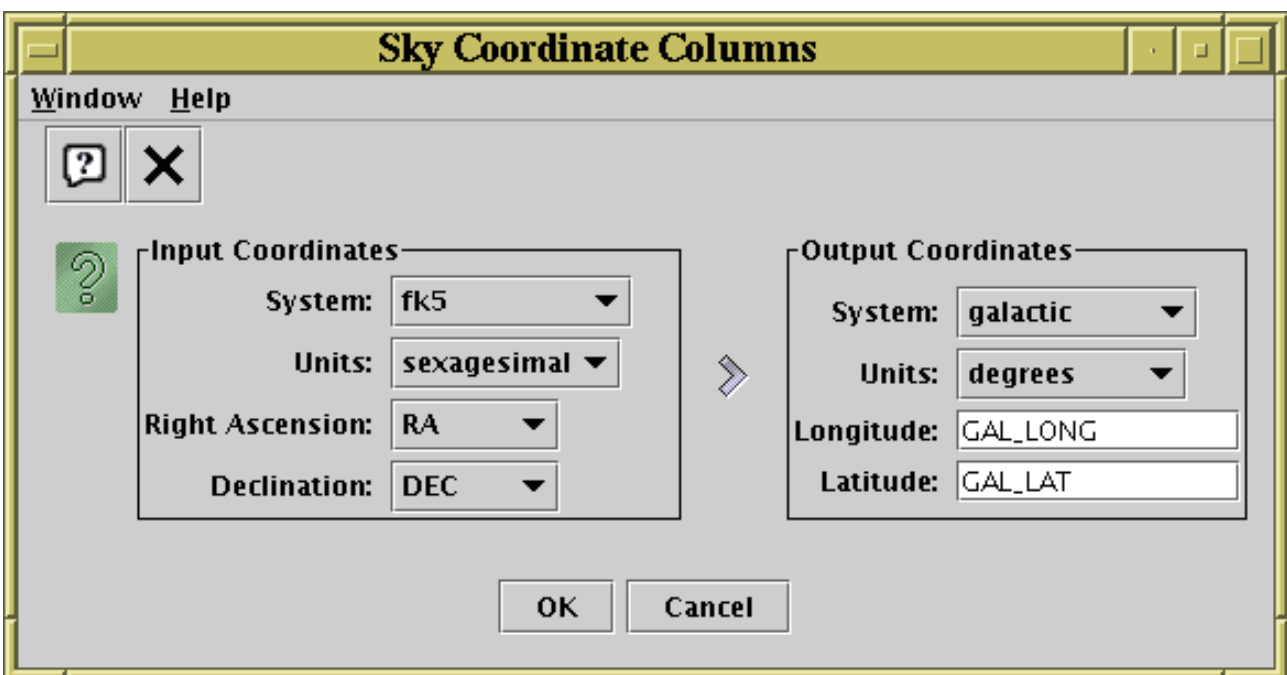 Sky Coordinate Columns
Window Help
Input Coordinates
System: fk5
Units: sexagesimal
Right Ascension: RA
Declination: DEC
Output Coordinates
System: galactic
Units: degrees
Longitude: GAL_LONG
Latitude: GAL_LAT
OK Cancel